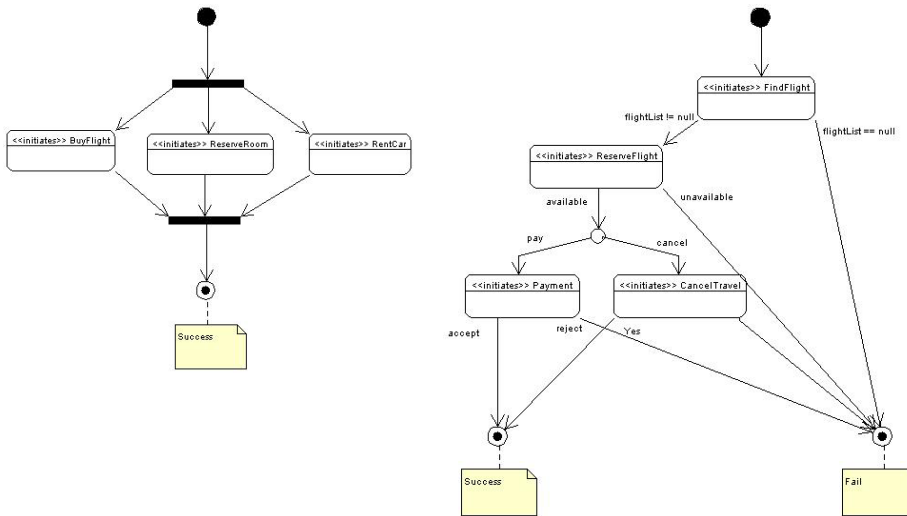 <<initiates>> BuyFlight
<<initiates>> ReserveRoom
<<initiates>> RentCar
Success
<<initiates>> FindFlight
flightList != null
flightList == null
<<initiates>> ReserveFlight
available
unavailable
pay
cancel
<<initiates>> Payment
<<initiates>> CancelTravel
accept
reject
Yes
Success
Fail